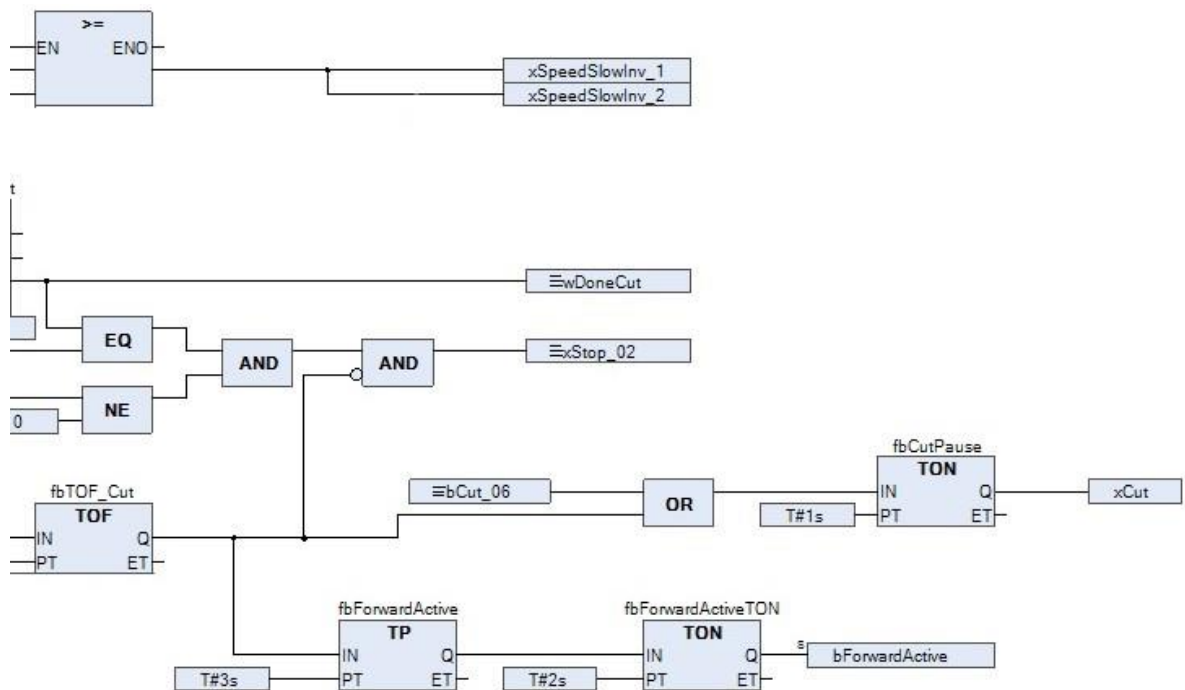 >=
EN ENO
xSpeedSlowInv_1
xSpeedSlowInv_2
t
wDoneCut
EQ
AND
AND
xStop_02
NE
0
fbCutPause
TON
fbTOF_Cut
TOF
bCut_06
OR
IN Q
xCut
T#1s
PT ET
IN Q
PT ET
fbForwardActive
TP
fbForwardActiveTON
TON
s
IN Q
IN Q
bForwardActive
T#3s
PT ET
T#2s
PT ET